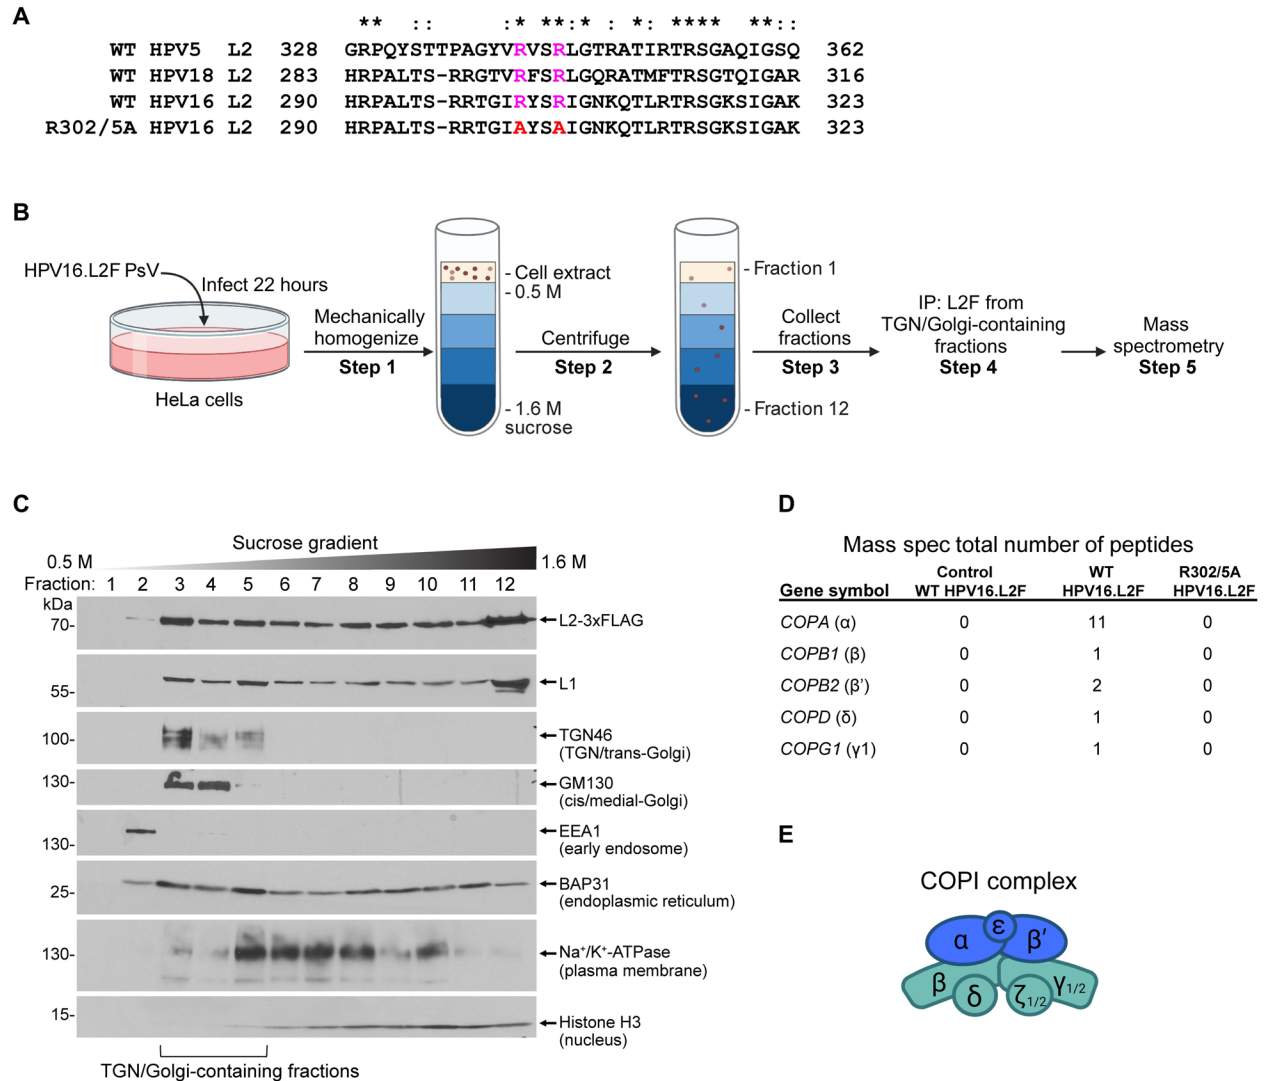 A
** :: :* **:* : *: **** **::
WT HPV5 L2 328 GRPQYSTTPAGYVRVSRLGTRATIRTRSGAQIGSQ 362
WT HPV18 L2 283 HRPALTS-RRGTVRFSRLGQRATMFTRSGTQIGAR 316
WT HPV16 L2 290 HRPALTS-RRTGIRYSRIGNKQTLRTRSGKSIGAK 323
R302/5A HPV16 L2 290 HRPALTS-RRTGIAYSAIGNKQTLRTRSGKSIGAK 323
B
HPV16.L2F PsV
Infect 22 hours
HeLa cells
Mechanically
homogenize
Step 1
- Cell extract
- 0.5 M
- 1.6 M
sucrose
Centrifuge
Step 2
- Fraction 1
- Fraction 12
Collect
fractions
Step 3
IP: L2F from
TGN/Golgi-containing
fractions
Step 4
Mass
spectrometry
Step 5
C
Sucrose gradient
0.5 M 1.6 M
Fraction: 1 2 3 4 5 6 7 8 9 10 11 12
kDa
70- L2-3xFLAG
55- L1
100- TGN46
(TGN/trans-Golgi)
130- GM130
(cis/medial-Golgi)
130- EEA1
(early endosome)
25- BAP31
(endoplasmic reticulum)
130- Na⁺/K⁺-ATPase
(plasma membrane)
15- Histone H3
(nucleus)
TGN/Golgi-containing fractions
D
Mass spec total number of peptides
Gene symbol Control WT HPV16.L2F WT HPV16.L2F R302/5A HPV16.L2F
COPA (α) 0 11 0
COPB1 (β) 0 1 0
COPB2 (β') 0 2 0
COPD (δ) 0 1 0
COPG1 (γ1) 0 1 0
E
COPI complex
α ε β'
β δ ζ1/2 γ1/2